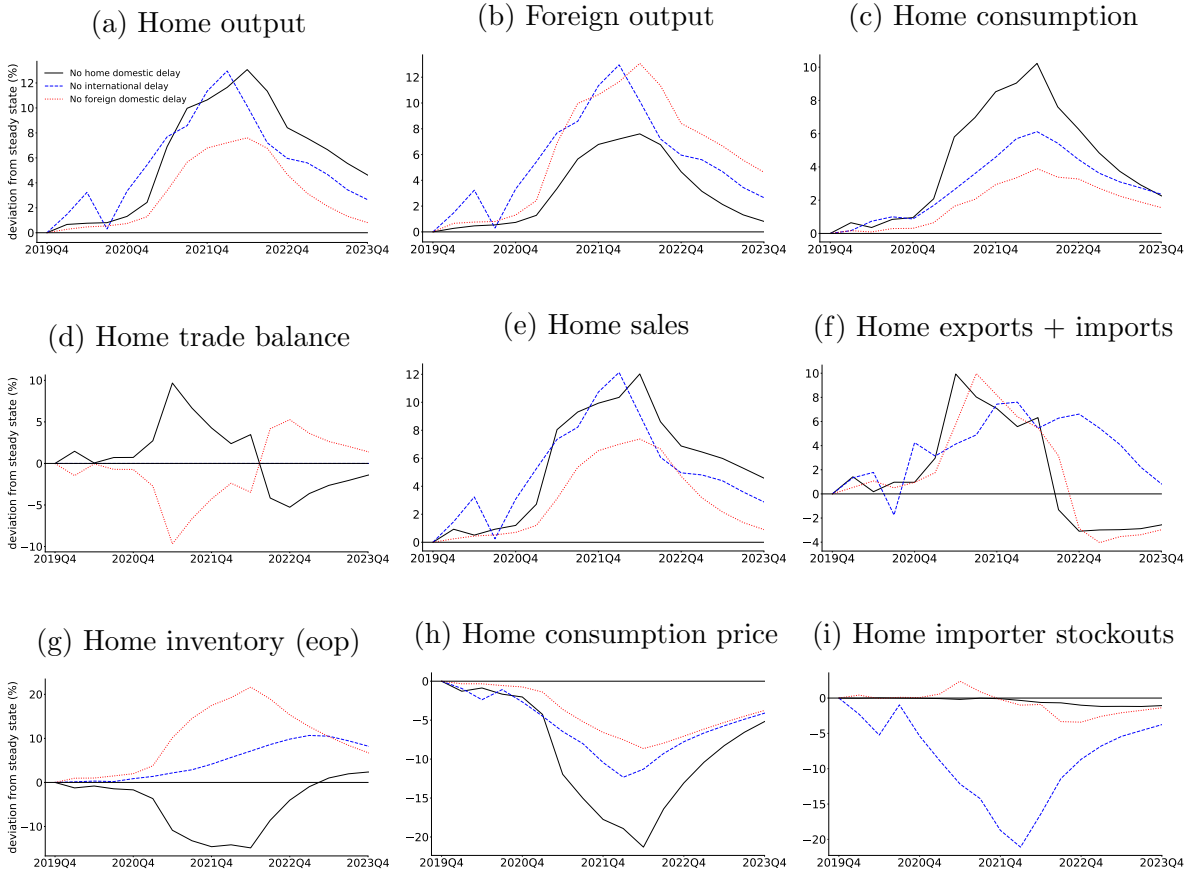 (a) Home output
(b) Foreign output
(c) Home consumption
deviation from steady state (%)
No home domestic delay
No international delay
No foreign domestic delay
12
10
8
6
4
2
0
2019Q4 2020Q4 2021Q4 2022Q4 2023Q4
12
10
8
6
4
2
0
2019Q4 2020Q4 2021Q4 2022Q4 2023Q4
10
8
6
4
2
0
2019Q4 2020Q4 2021Q4 2022Q4 2023Q4
(d) Home trade balance
(e) Home sales
(f) Home exports + imports
deviation from steady state (%)
10
5
0
−5
−10
2019Q4 2020Q4 2021Q4 2022Q4 2023Q4
12
10
8
6
4
2
0
2019Q4 2020Q4 2021Q4 2022Q4 2023Q4
10
8
6
4
2
0
−2
−4
2019Q4 2020Q4 2021Q4 2022Q4 2023Q4
(g) Home inventory (eop)
(h) Home consumption price
(i) Home importer stockouts
deviation from steady state (%)
20
10
0
−10
2019Q4 2020Q4 2021Q4 2022Q4 2023Q4
0
−5
−10
−15
−20
2019Q4 2020Q4 2021Q4 2022Q4 2023Q4
0
−5
−10
−15
−20
2019Q4 2020Q4 2021Q4 2022Q4 2023Q4